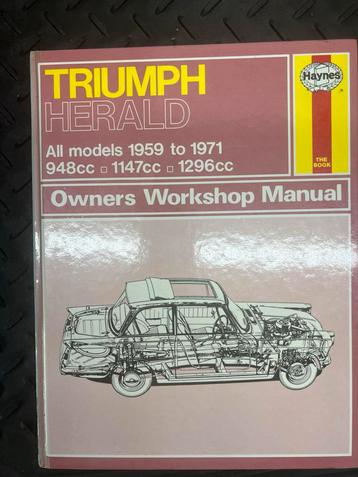 TRIUMPH
HERALD
Haynes
All models 1959 to 1971
948cc □ 1147cc □ 1296cc
THE
BOOK
Owners Workshop Manual